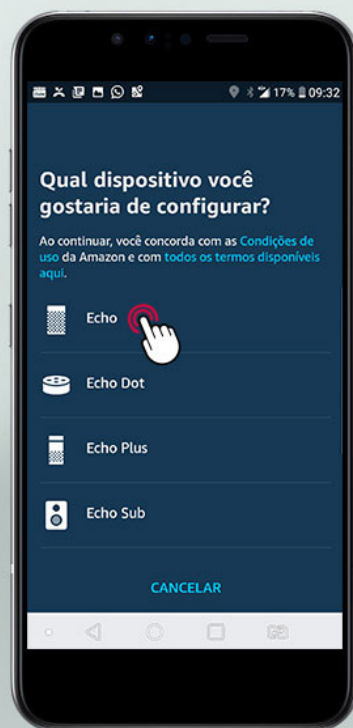 17% 09:32
Qual dispositivo você
gostaria de configurar?
Ao continuar, você concorda com as Condições de
uso da Amazon e com todos os termos disponíveis
aqui.
Echo
Echo Dot
Echo Plus
Echo Sub
CANCELAR